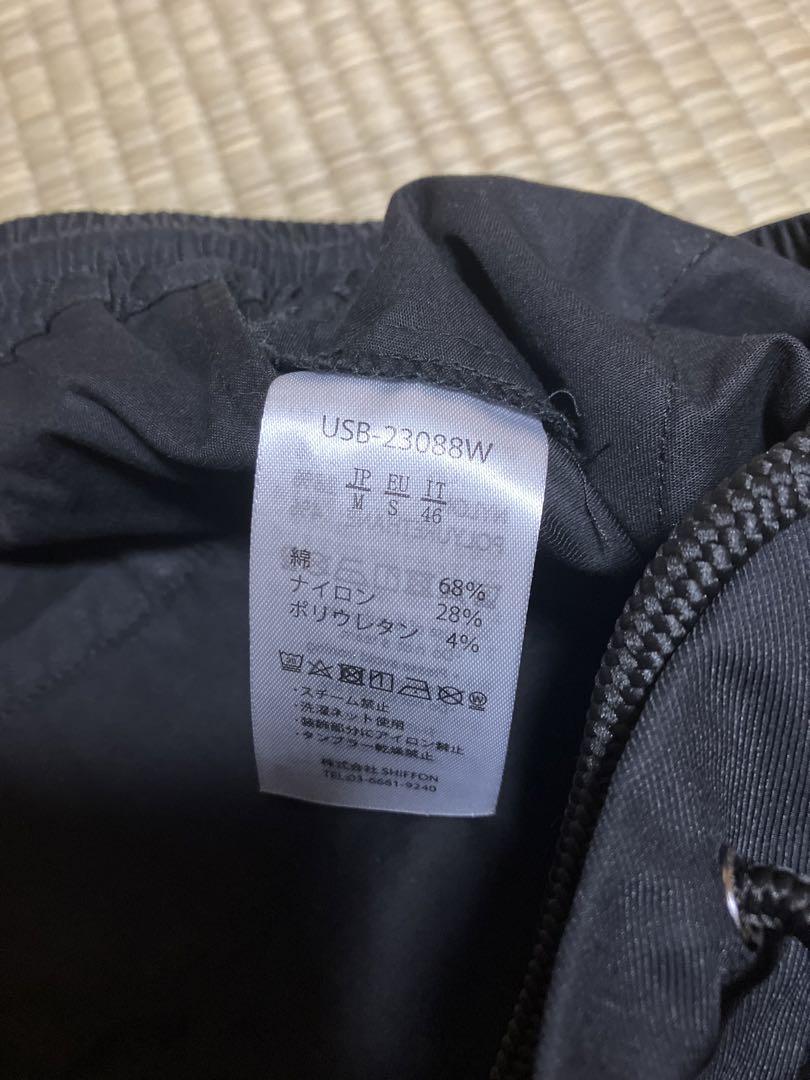 USB-23088W
JP EU IT
M S 46
綿 68%
ナイロン 28%
ポリウレタン 4%
・スチーム禁止
・洗濯ネット使用
・装飾部分にアイロン禁止
・タンブラー乾燥禁止
株式会社 SHIFFON
TEL:03-6661-9240